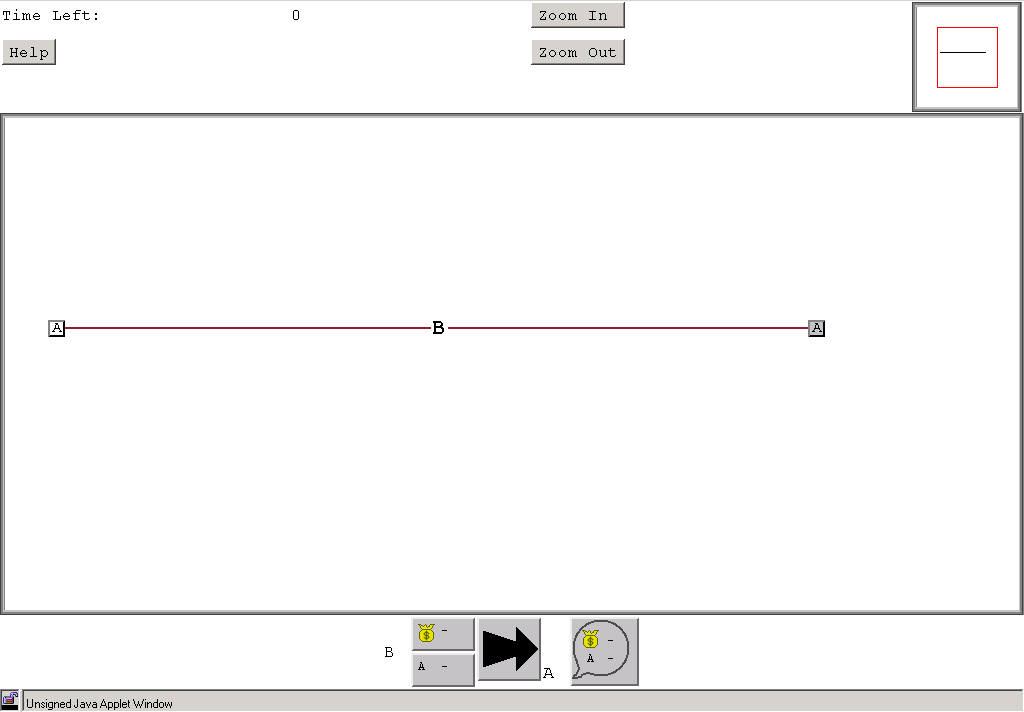 Time Left: 0
Zoom In
Help
Zoom Out
A B A
B
$ -
A -
A
$ -
A -
Unsigned Java Applet Window